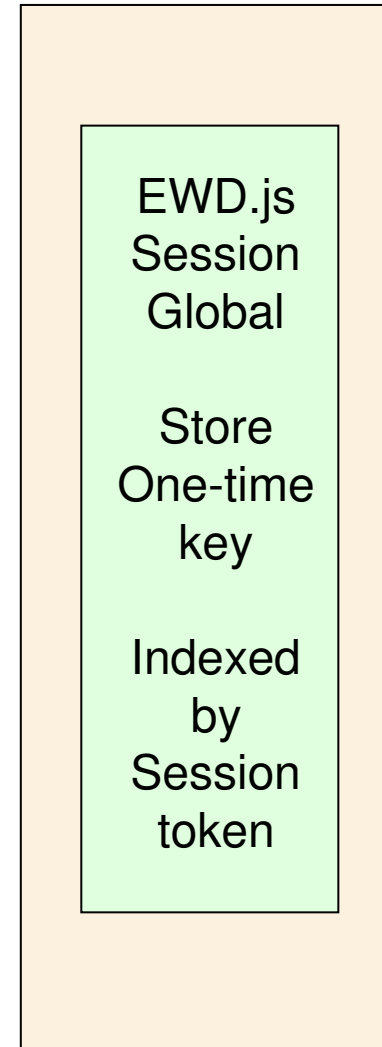 EWD.js
Session
Global
Store
One-time
key
Indexed
by
Session
token